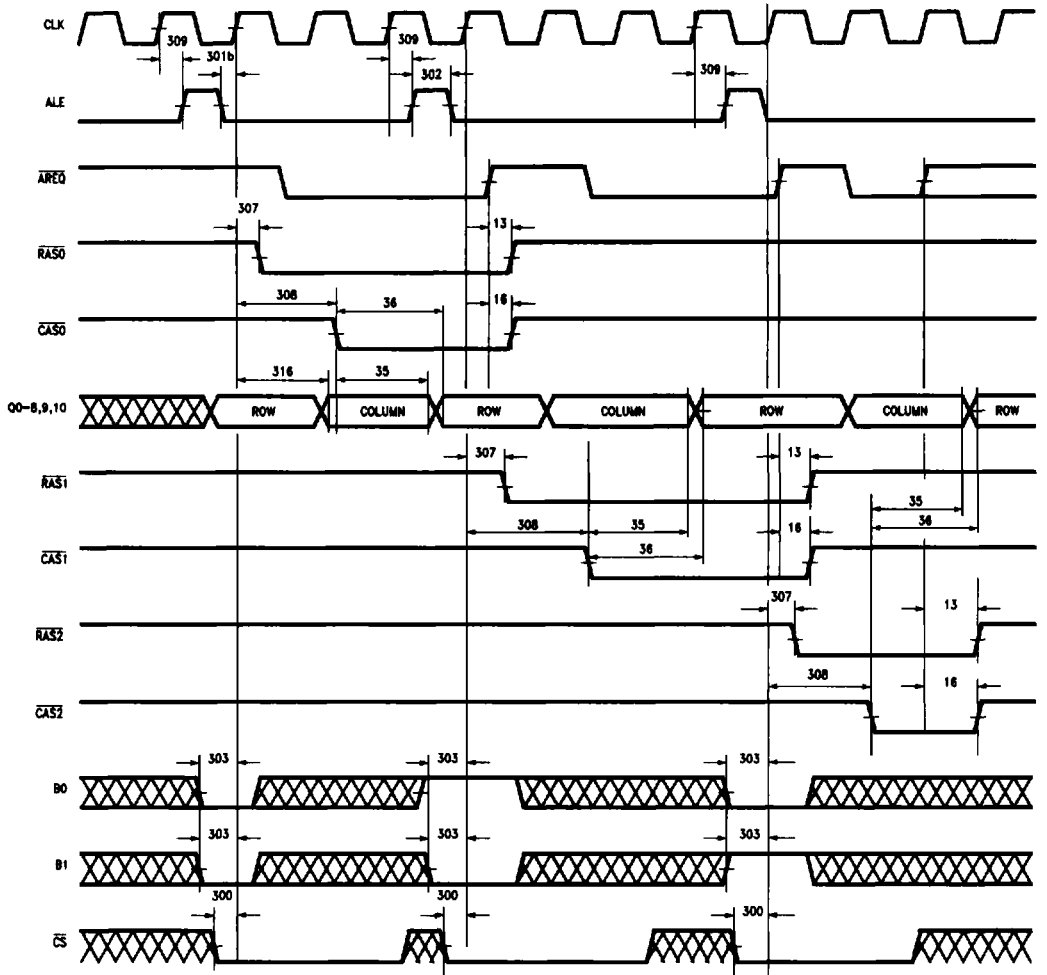 CLK
309
301b
309
302
309
ALE
AREQ
307
13
RAS0
308
36
16
CAS0
316
35
Q0-8,9,10
ROW
COLUMN
ROW
COLUMN
ROW
COLUMN
ROW
307
13
RAS1
308
35
16
35
36
36
CAS1
307
13
RAS2
308
16
CAS2
303
303
303
B0
303
303
303
B1
300
300
300
CS